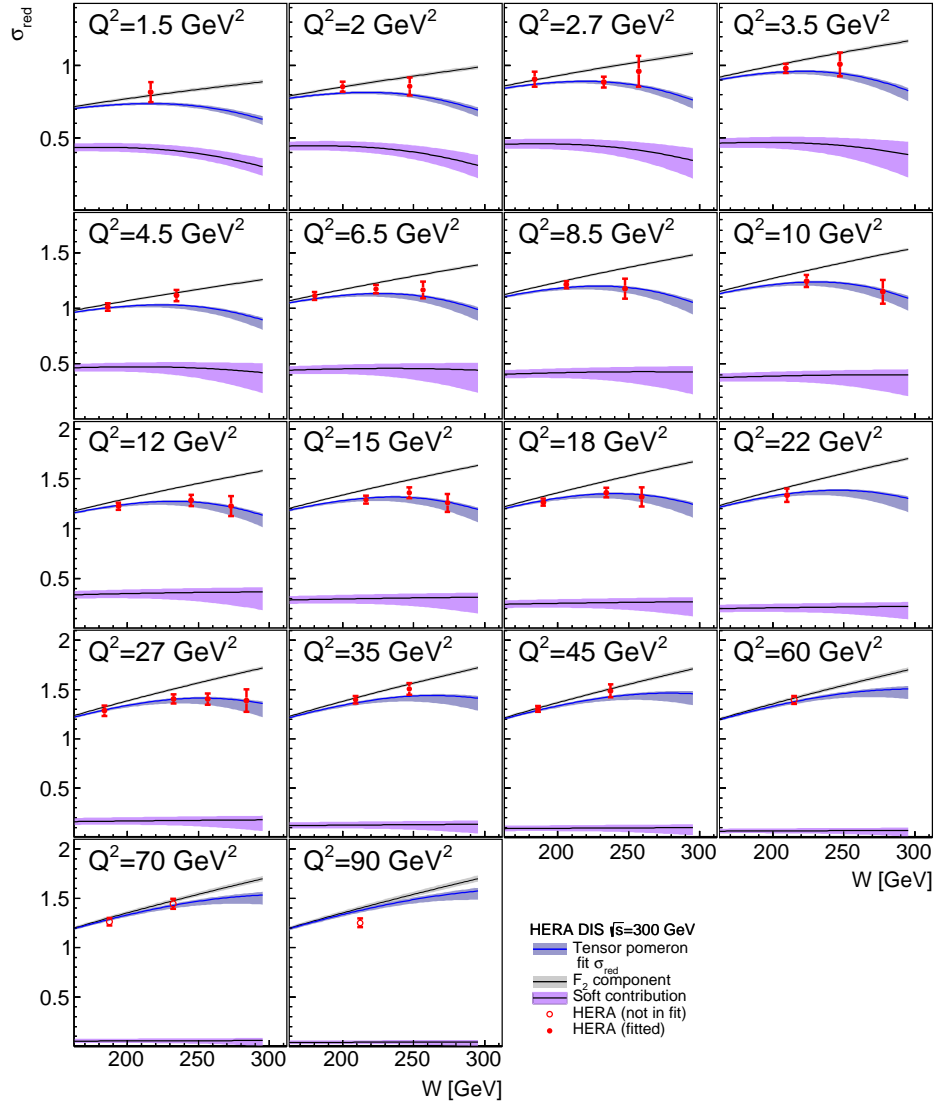 σ_red
Q²=1.5 GeV² Q²=2 GeV² Q²=2.7 GeV² Q²=3.5 GeV²
1
0.5
Q²=4.5 GeV² Q²=6.5 GeV² Q²=8.5 GeV² Q²=10 GeV²
1.5
1
0.5
2
Q²=12 GeV² Q²=15 GeV² Q²=18 GeV² Q²=22 GeV²
1.5
1
0.5
2
Q²=27 GeV² Q²=35 GeV² Q²=45 GeV² Q²=60 GeV²
1.5
1
0.5
200 250 300 200 250 300
W [GeV]
2
Q²=70 GeV² Q²=90 GeV²
1.5
1
0.5
200 250 300 200 250 300
W [GeV]
HERA DIS √s=300 GeV
Tensor pomeron
fit σ_red
F₂ component
Soft contribution
HERA (not in fit)
HERA (fitted)